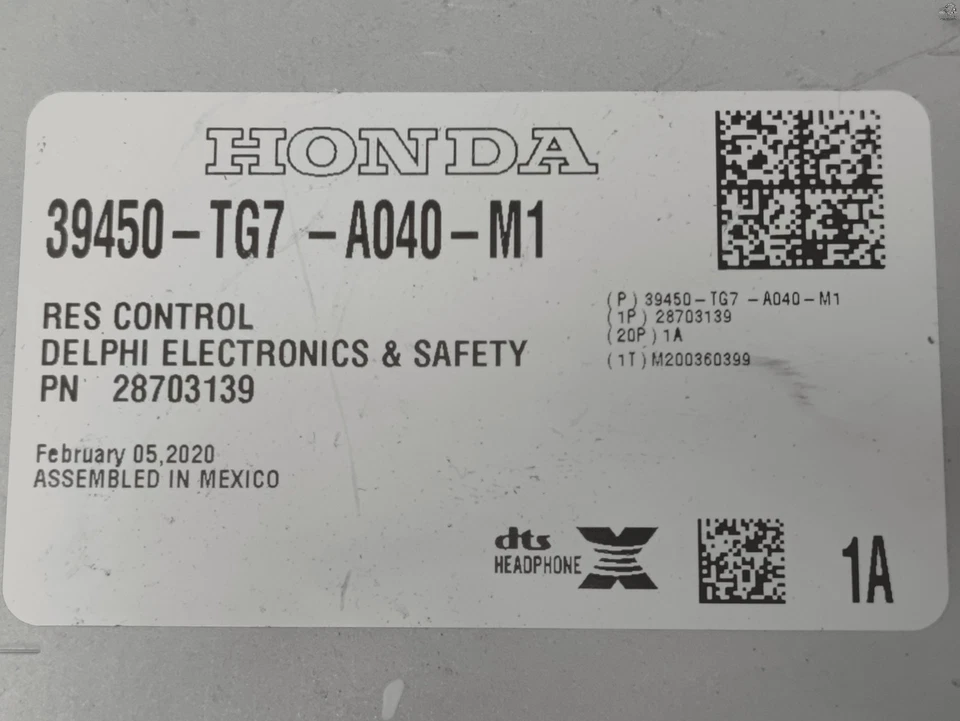 HONDA
39450-TG7 -A040-M1
RES CONTROL
DELPHI ELECTRONICS & SAFETY
PN 28703139
February 05,2020
ASSEMBLED IN MEXICO
(P) 39450-TG7 -A040-M1
(1P) 28703139
(20P) 1A
(1T) M200360399
dts
HEADPHONE X
1A